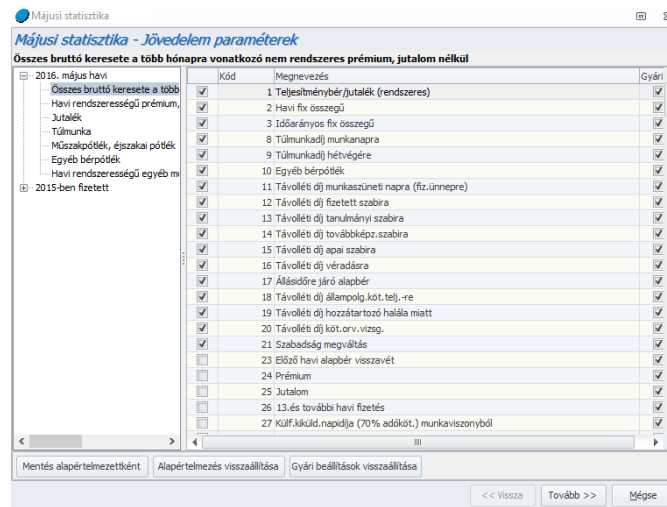 Májusi statisztika
Májusi statisztika - Jövedelem paraméterek
Összes bruttó keresete a több hónapra vonatkozó nem rendszeres prémium, jutalom nélkül
2016. május havi
Összes bruttó keresete a több
Havi rendszerességű prémium,
Jutalék
Túlmunka
Műszakpótlék, éjszakai pótlék
Egyéb bérpótlék
Havi rendszerességű egyéb mu
2015-ben fizetett
Kód Megnevezés Gyári
1 Teljesítménybér/jutalék (rendszeres)
2 Havi fix összegű
3 Időarányos fix összegű
8 Túlmunkadíj munkanapra
9 Túlmunkadíj hétvégére
10 Egyéb bérpótlék
11 Távolléti díj munkaszüneti napra (fiz.ünnepre)
12 Távolléti díj fizetett szabira
13 Távolléti díj tanulmányi szabira
14 Távolléti díj továbbképz.szabira
15 Távolléti díj apai szabira
16 Távolléti díj véradásra
17 Állásidőre járó alapbér
18 Távolléti díj állampolg.köt.telj.-re
19 Távolléti díj hozzátartozó halála miatt
20 Távolléti díj köt.orv.vizsg.
21 Szabadság megváltás
23 Előző havi alapbér visszavét
24 Prémium
25 Jutalom
26 13.és további havi fizetés
27 Külf.kiküld.napidíja (70% adóköt.) munkaviszonyból
Mentés alapértelmezettként Alapértelmezés visszaállítása Gyári beállítások visszaállítása
<< Vissza Tovább >> Mégse